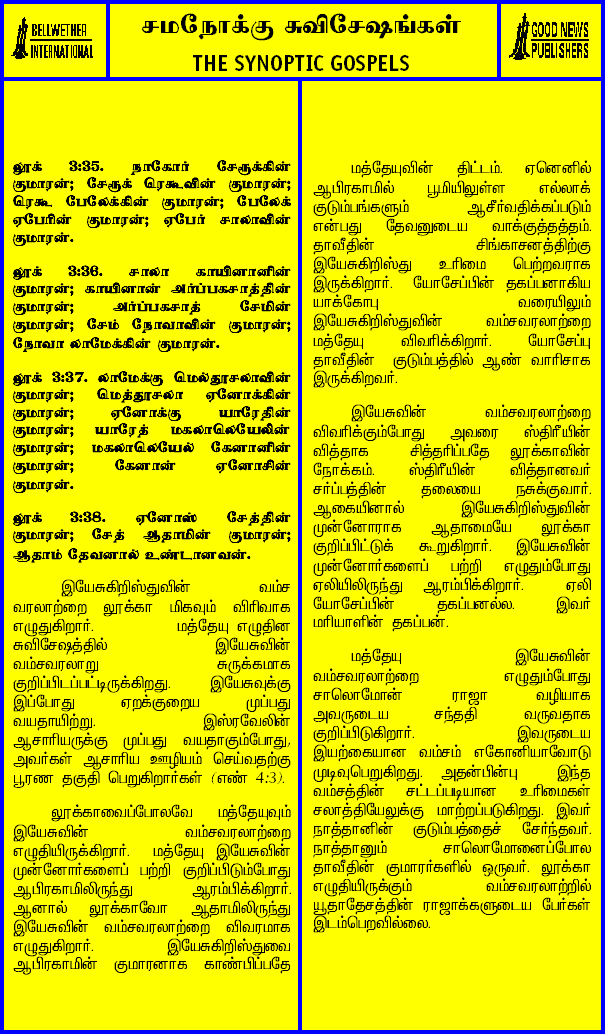 BELLWETHER
INTERNATIONAL
சமநோக்கு சுவிசேஷங்கள்
THE SYNOPTIC GOSPELS
GOOD NEWS
PUBLISHERS
லூக் 3:35. நாகோர் சேரூக்கின்
குமாரன்; சேரூக் ரெகூவின் குமாரன்;
ரெகூ பேலேக்கின் குமாரன்; பேலேக்
ஏபேரின் குமாரன்; ஏபேர் சாலாவின்
குமாரன்.
லூக் 3:36. சாலா காயினானின்
குமாரன்; காயினான் அர்ப்பகசாத்தின்
குமாரன்; அர்ப்பகசாத் சேமின்
குமாரன்; சேம் நோவாவின் குமாரன்;
நோவா லாமேக்கின் குமாரன்.
லூக் 3:37. லாமேக்கு மெல்தூசலாவின்
குமாரன்; மெத்தூசலா ஏனோக்கின்
குமாரன்; ஏனோக்கு யாரேதின்
குமாரன்; யாரேத் மகலாலெயேலின்
குமாரன்; மகலாலெயேல் கேனானின்
குமாரன்; கேனான் ஏனோசின்
குமாரன்.
லூக் 3:38. ஏனோஸ் சேத்தின்
குமாரன்; சேத் ஆதாமின் குமாரன்;
ஆதாம் தேவனால் உண்டானவன்.
இயேசுகிறிஸ்துவின் வம்ச
வரலாற்றை லூக்கா மிகவும் விரிவாக
எழுதுகிறார். மத்தேயு எழுதின
சுவிசேஷத்தில் இயேசுவின்
வம்சவரலாறு சுருக்கமாக
குறிப்பிடப்பட்டிருக்கிறது. இயேசுவுக்கு
இப்போது ஏறக்குறைய முப்பது
வயதாயிற்று. இஸ்ரவேலின்
ஆசாரியருக்கு முப்பது வயதாகும்போது,
அவர்கள் ஆசாரிய ஊழியம் செய்வதற்கு
பூரண தகுதி பெறுகிறார்கள் (எண் 4:3).
லூக்காவைப்போலவே மத்தேயுவும்
இயேசுவின் வம்சவரலாற்றை
எழுதியிருக்கிறார். மத்தேயு இயேசுவின்
முன்னோர்களைப் பற்றி குறிப்பிடும்போது
ஆபிரகாமிலிருந்து ஆரம்பிக்கிறார்.
ஆனால் லூக்காவோ ஆதாமிலிருந்து
இயேசுவின் வம்சவரலாற்றை விவரமாக
எழுதுகிறார். இயேசுகிறிஸ்துவை
ஆபிரகாமின் குமாரனாக காண்பிப்பதே
மத்தேயுவின் திட்டம். ஏனெனில்
ஆபிரகாமில் பூமியிலுள்ள எல்லாக்
குடும்பங்களும் ஆசீர்வதிக்கப்படும்
என்பது தேவனுடைய வாக்குத்தத்தம்.
தாவீதின் சிங்காசனத்திற்கு
இயேசுகிறிஸ்து உரிமை பெற்றவராக
இருக்கிறார். யோசேப்பின் தகப்பனாகிய
யாக்கோபு வரையிலும்
இயேசுகிறிஸ்துவின் வம்சவரலாற்றை
மத்தேயு விவரிக்கிறார். யோசேப்பு
தாவீதின் குடும்பத்தில் ஆண் வாரிசாக
இருக்கிறவர்.
இயேசுவின் வம்சவரலாற்றை
விவரிக்கும்போது அவரை ஸ்திரீயின்
வித்தாக சித்தரிப்பதே லூக்காவின்
நோக்கம். ஸ்திரீயின் வித்தானவர்
சர்ப்பத்தின் தலையை நசுக்குவார்.
ஆகையினால் இயேசுகிறிஸ்துவின்
முன்னோராக ஆதாமையே லூக்கா
குறிப்பிட்டுக் கூறுகிறார். இயேசுவின்
முன்னோர்களைப் பற்றி எழுதும்போது
ஏலியிலிருந்து ஆரம்பிக்கிறார். ஏலி
யோசேப்பின் தகப்பனல்ல. இவர்
மரியாளின் தகப்பன்.
மத்தேயு இயேசுவின்
வம்சவரலாற்றை எழுதும்போது
சாலொமோன் ராஜா வழியாக
அவருடைய சந்ததி வருவதாக
குறிப்பிடுகிறார். இவருடைய
இயற்கையான வம்சம் எகோனியாவோடு
முடிவுபெறுகிறது. அதன்பின்பு இந்த
வம்சத்தின் சட்டப்படியான உரிமைகள்
சலாத்தியேலுக்கு மாற்றப்படுகிறது. இவர்
நாத்தானின் குடும்பத்தைச் சேர்ந்தவர்.
நாத்தானும் சாலொமோனைப்போல
தாவீதின் குமாரர்களில் ஒருவர். லூக்கா
எழுதியிருக்கும் வம்சவரலாற்றில்
யூதாதேசத்தின் ராஜாக்களுடைய பேர்கள்
இடம்பெறவில்லை.